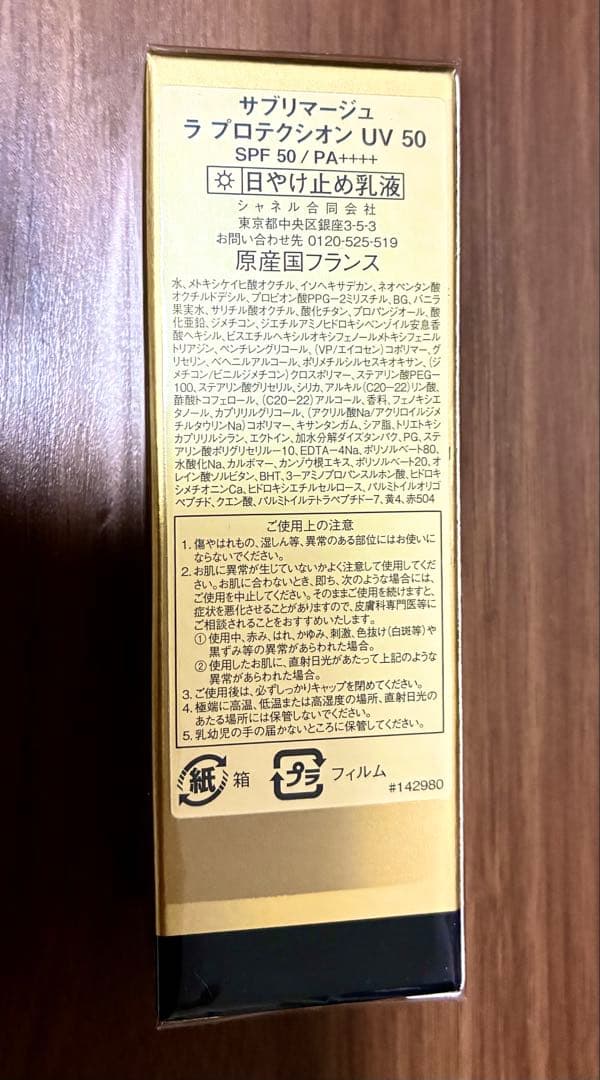 サブリマージュ
ラ プロテクシオン UV 50
SPF 50 / PA++++
日やけ止め乳液
シャネル合同会社
東京都中央区銀座3-5-3
お問い合わせ先 0120-525-519
原産国フランス
水、メトキシケイヒ酸オクチル、イソヘキサデカン、ネオペンタン酸
オクチルドデシル、プロピオン酸PPG-2ミリスチル、BG、バニラ
果実水、サリチル酸オクチル、酸化チタン、プロパンジオール、酸
化亜鉛、ジメチコン、ジエチルアミノヒドロキシベンゾイル安息香
酸ヘキシル、ビスエチルヘキシルオキシフェノールメトキシフェニル
トリアジン、ペンチレングリコール、(VP/エイコセン)コポリマー、グ
リセリン、ベヘニルアルコール、ポリメチルシルセスキオキサン、(ジ
メチコン/ビニルジメチコン)クロスポリマー、ステアリン酸PEG-
100、ステアリン酸グリセリル、シリカ、アルキル(C20-22)リン酸、
酢酸トコフェロール、(C20-22)アルコール、香料、フェノキシエ
タノール、カプリリルグリコール、(アクリル酸Na/アクリロイルジメ
チルタウリンNa)コポリマー、キサンタンガム、シア脂、トリエトキシ
カプリリルシラン、エクトイン、加水分解ダイズタンパク、PG、ステ
アリン酸ポリグリセリル-10、EDTA-4Na、ポリソルベート80、
水酸化Na、カルボマー、カンゾウ根エキス、ポリソルベート20、オ
レイン酸ソルビタン、BHT、3-アミノプロパンスルホン酸、ヒドロキ
シメチオニンCa、ヒドロキシエチルセルロース、パルミトイルオリゴ
ペプチド、クエン酸、パルミトイルテトラペプチド-7、黄4、赤504
ご使用上の注意
1. 傷やはれもの、湿しん等、異常のある部位にはお使いに
ならないでください。
2. お肌に異常が生じていないかよく注意して使用してくだ
さい。お肌に合わないとき、即ち、次のような場合には、
ご使用を中止してください。そのままご使用を続けますと、
症状を悪化させることがありますので、皮膚科専門医等に
ご相談されることをおすすめいたします。
① 使用中、赤み、はれ、かゆみ、刺激、色抜け(白斑等)や
黒ずみ等の異常があらわれた場合。
② 使用したお肌に、直射日光があたって上記のような
異常があらわれた場合。
3. ご使用後は、必ずしっかりキャップを閉めてください。
4. 極端に高温、低温または高湿度の場所、直射日光の
あたる場所には保管しないでください。
5. 乳幼児の手の届かないところに保管してください。
紙 箱 プラ フィルム
#142980